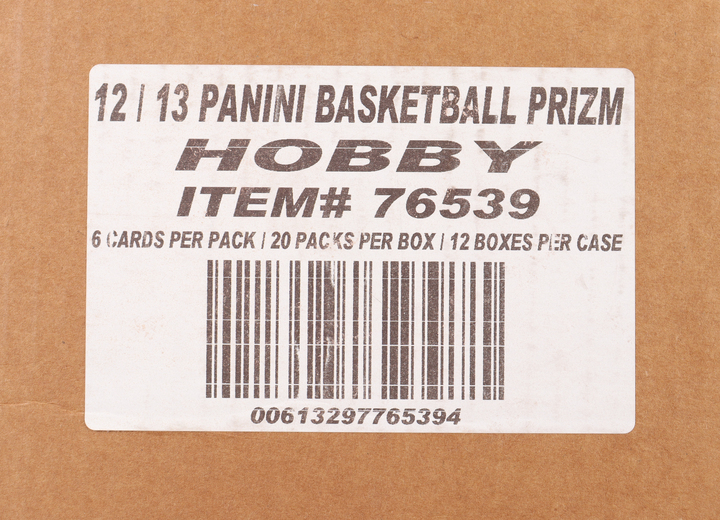 12 | 13 PANINI BASKETBALL PRIZM
HOBBY
ITEM# 76539
6 CARDS PER PACK | 20 PACKS PER BOX | 12 BOXES PER CASE
00613297765394